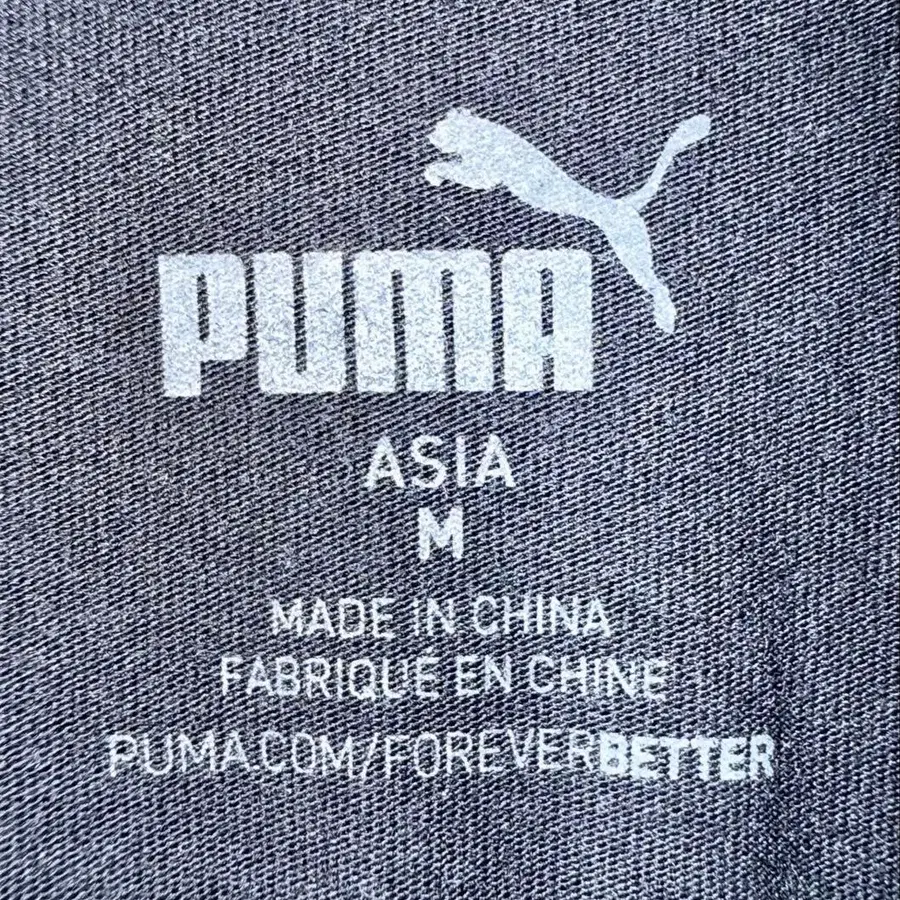 PUMA
ASIA
M
MADE IN CHINA
FABRIQUÉ EN CHINE
PUMA.COM/FOREVERBETTER